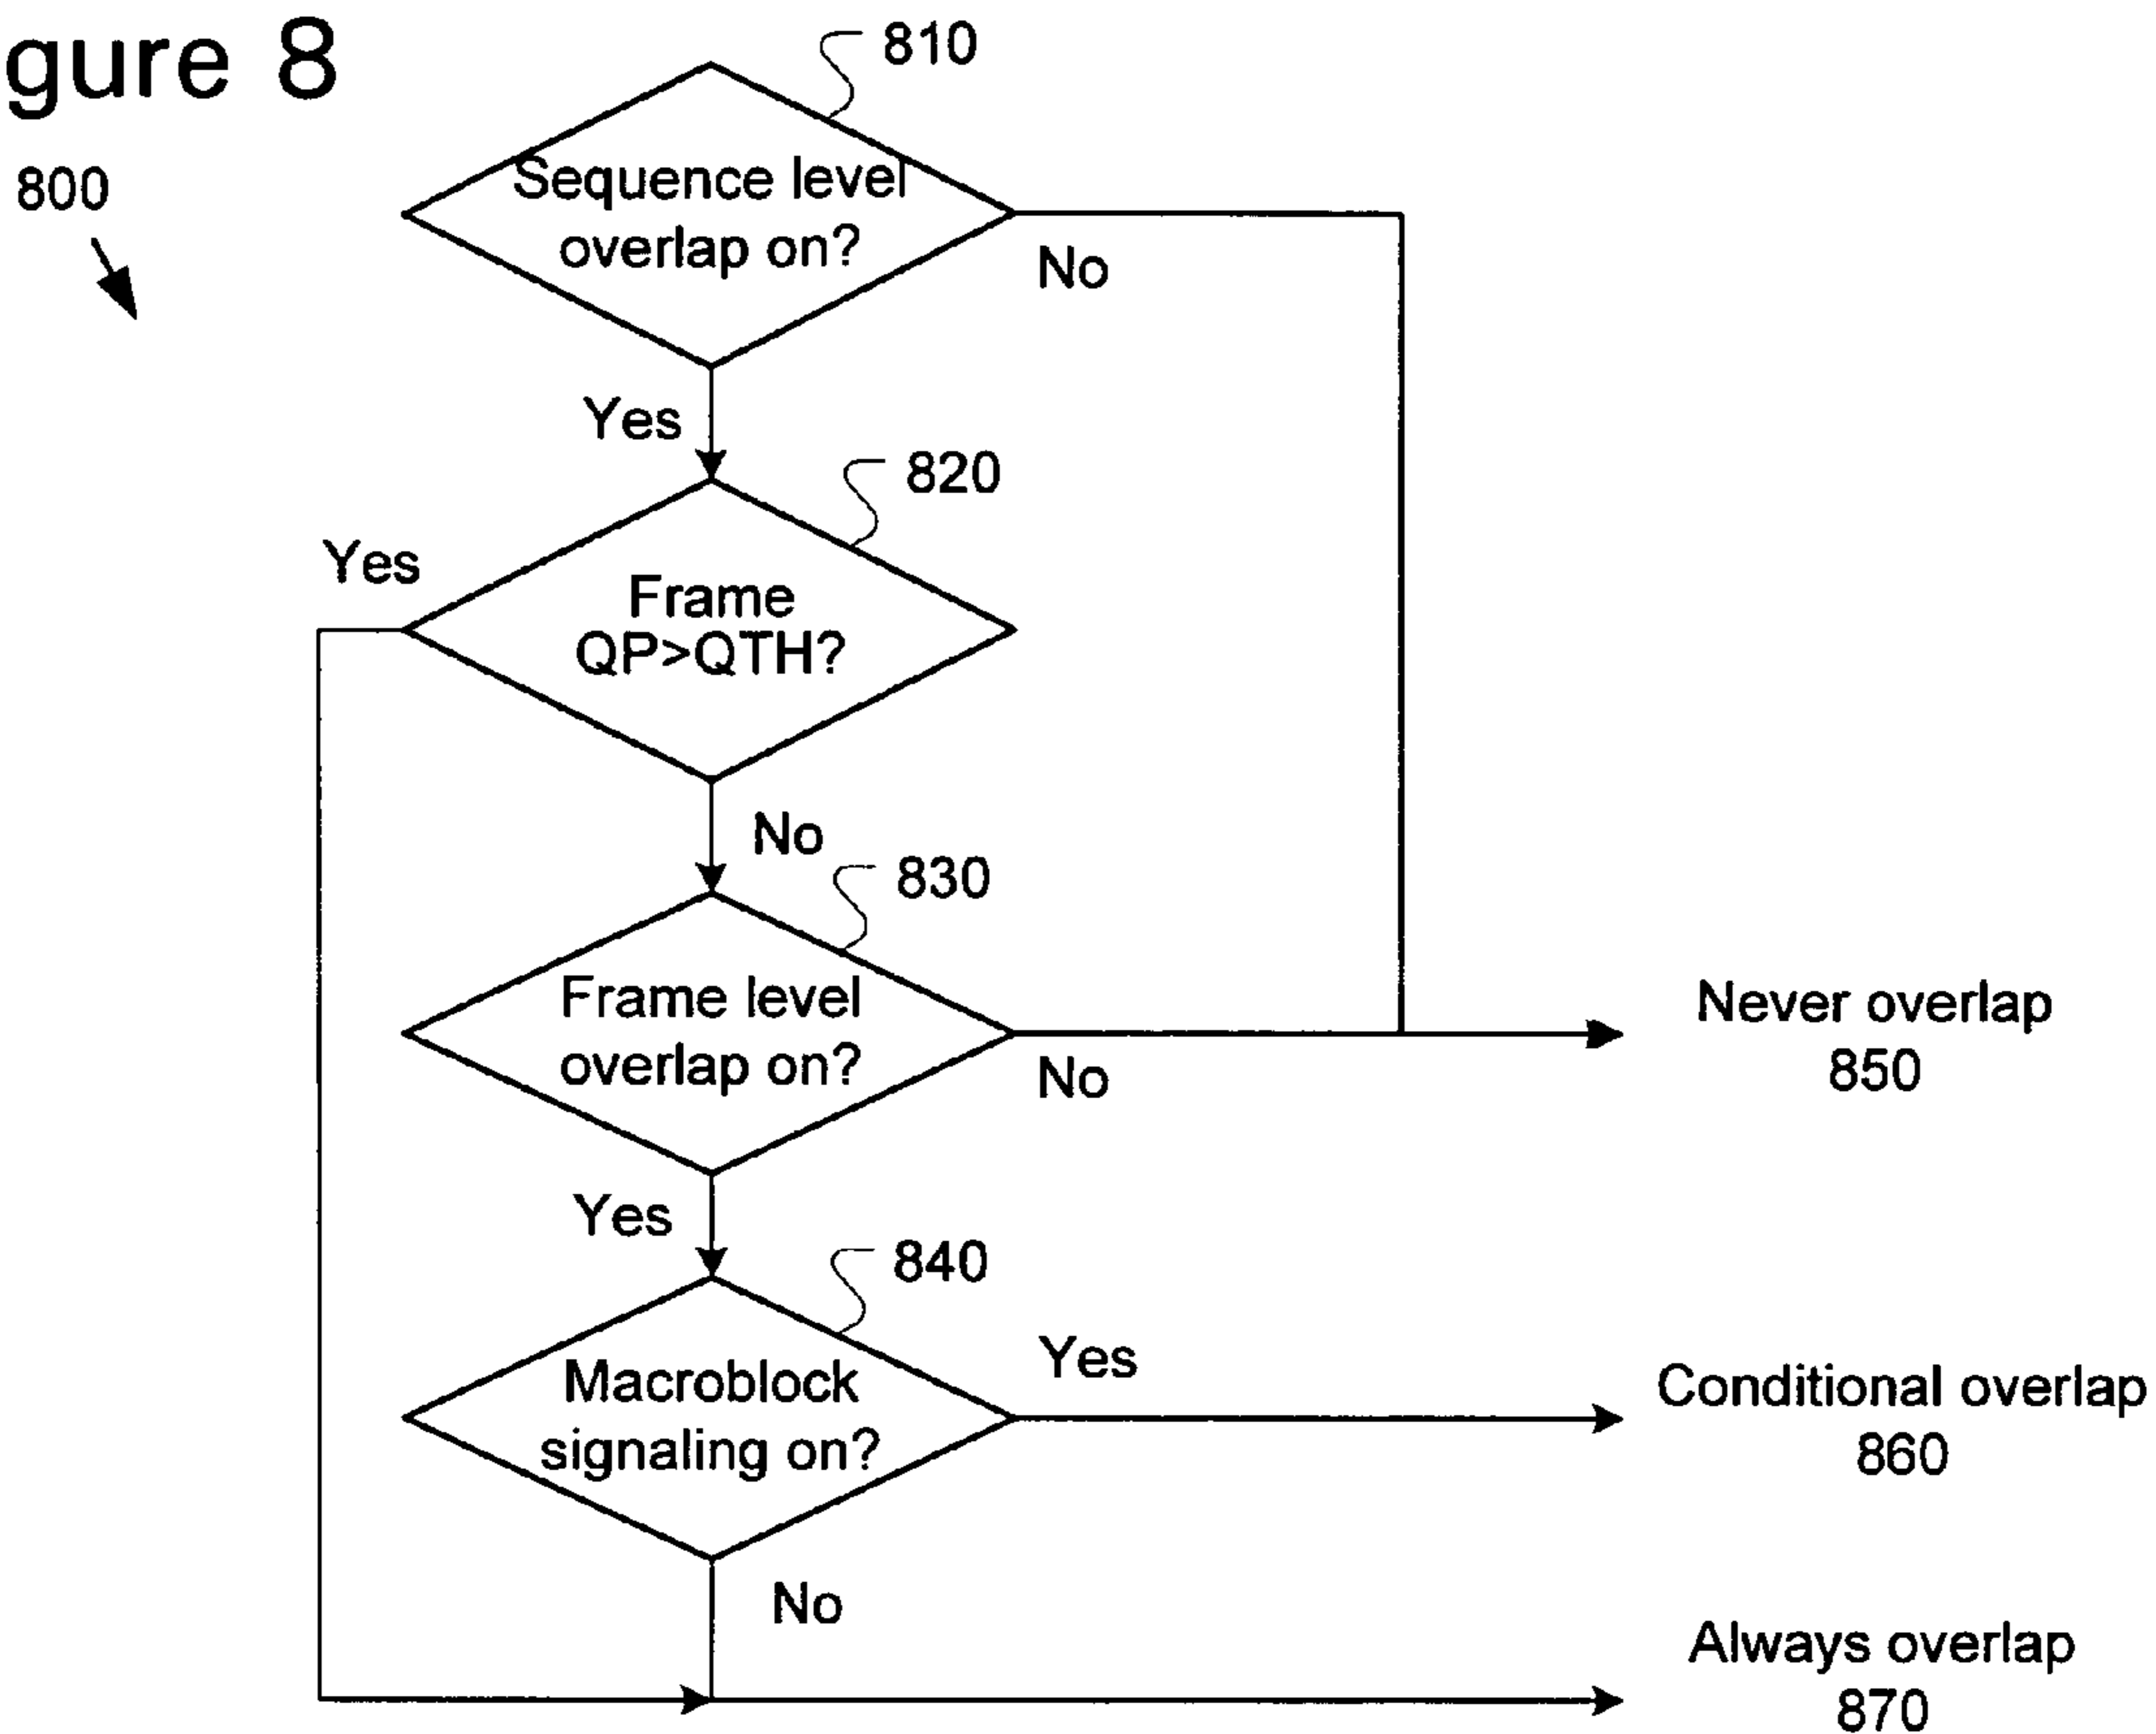 gure 8
800
810
Sequence level
overlap on?
No
Yes
820
Yes
Frame
QP>QTH?
No
830
Frame level
overlap on?
No
Never overlap
850
Yes
840
Macroblock
signaling on?
Yes
Conditional overlap
860
No
Always overlap
870